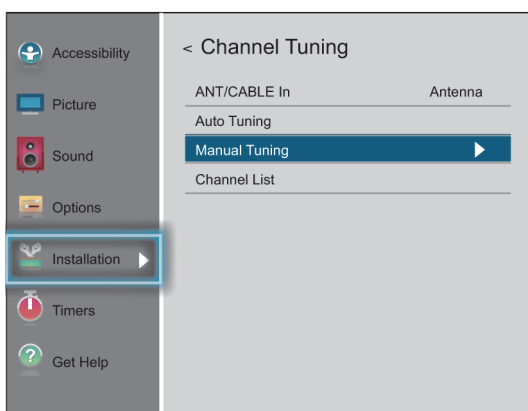 Accessibility
Picture
Sound
Options
Installation
Timers
Get Help
< Channel Tuning
ANT/CABLE In Antenna
Auto Tuning
Manual Tuning
Channel List